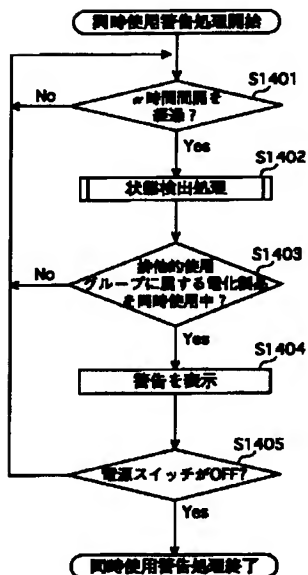 同時使用警告処理開始
S1401
時間間隔を
経過？
No
Yes
S1402
状態検出処理
S1403
排他的使用
グループに属する電化製品
を同時使用中？
No
Yes
S1404
警告を表示
S1405
電源スイッチがOFF？
No
Yes
同時使用警告処理終了